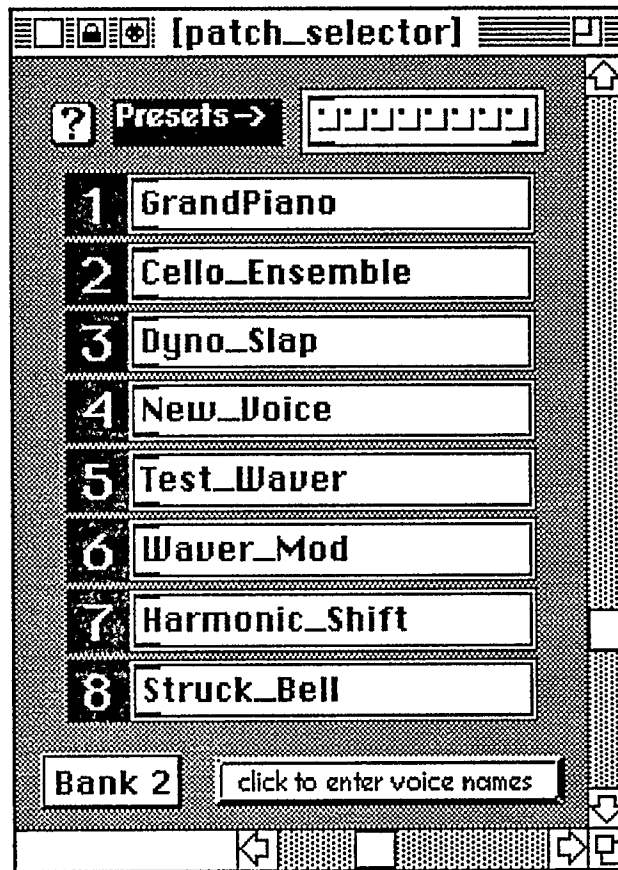 [patch_selector]
? Presets->
1 GrandPiano
2 Cello_Ensemble
3 Dyno_Slap
4 New_Voice
5 Test_Waver
6 Waver_Mod
7 Harmonic_Shift
8 Struck_Bell
Bank 2 click to enter voice names